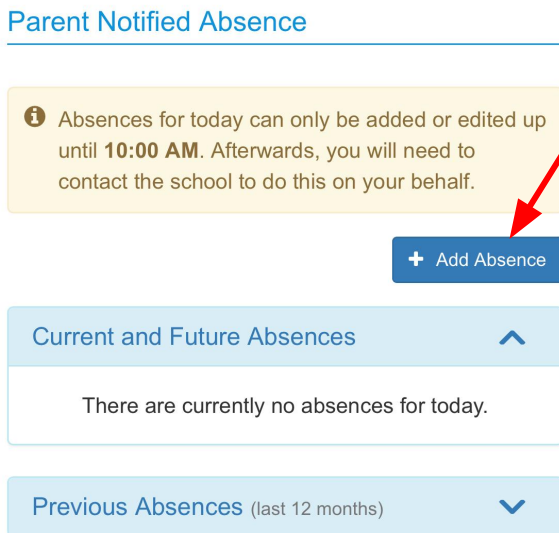 Parent Notified Absence
Absences for today can only be added or edited up
until 10:00 AM. Afterwards, you will need to
contact the school to do this on your behalf.
Add Absence
Current and Future Absences
There are currently no absences for today.
Previous Absences (last 12 months)